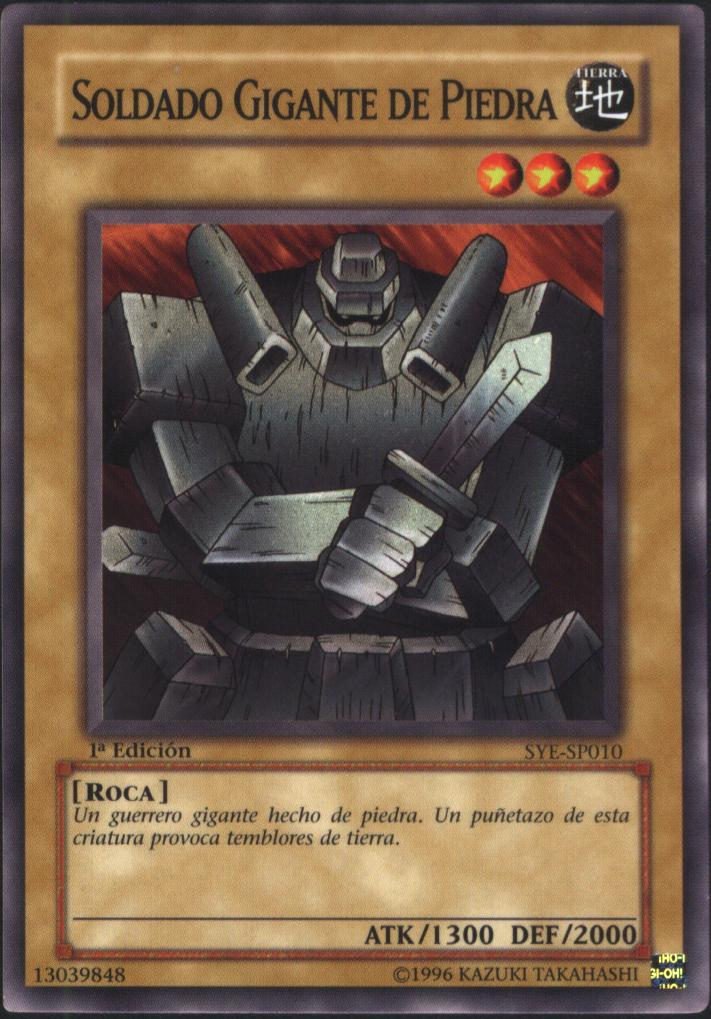 SOLDADO GIGANTE DE PIEDRA
TIERRA
地
1ª Edición
SYE-SP010
[ROCA]
Un guerrero gigante hecho de piedra. Un puñetazo de esta
criatura provoca temblores de tierra.
ATK/1300 DEF/2000
13039848
©1996 KAZUKI TAKAHASHI